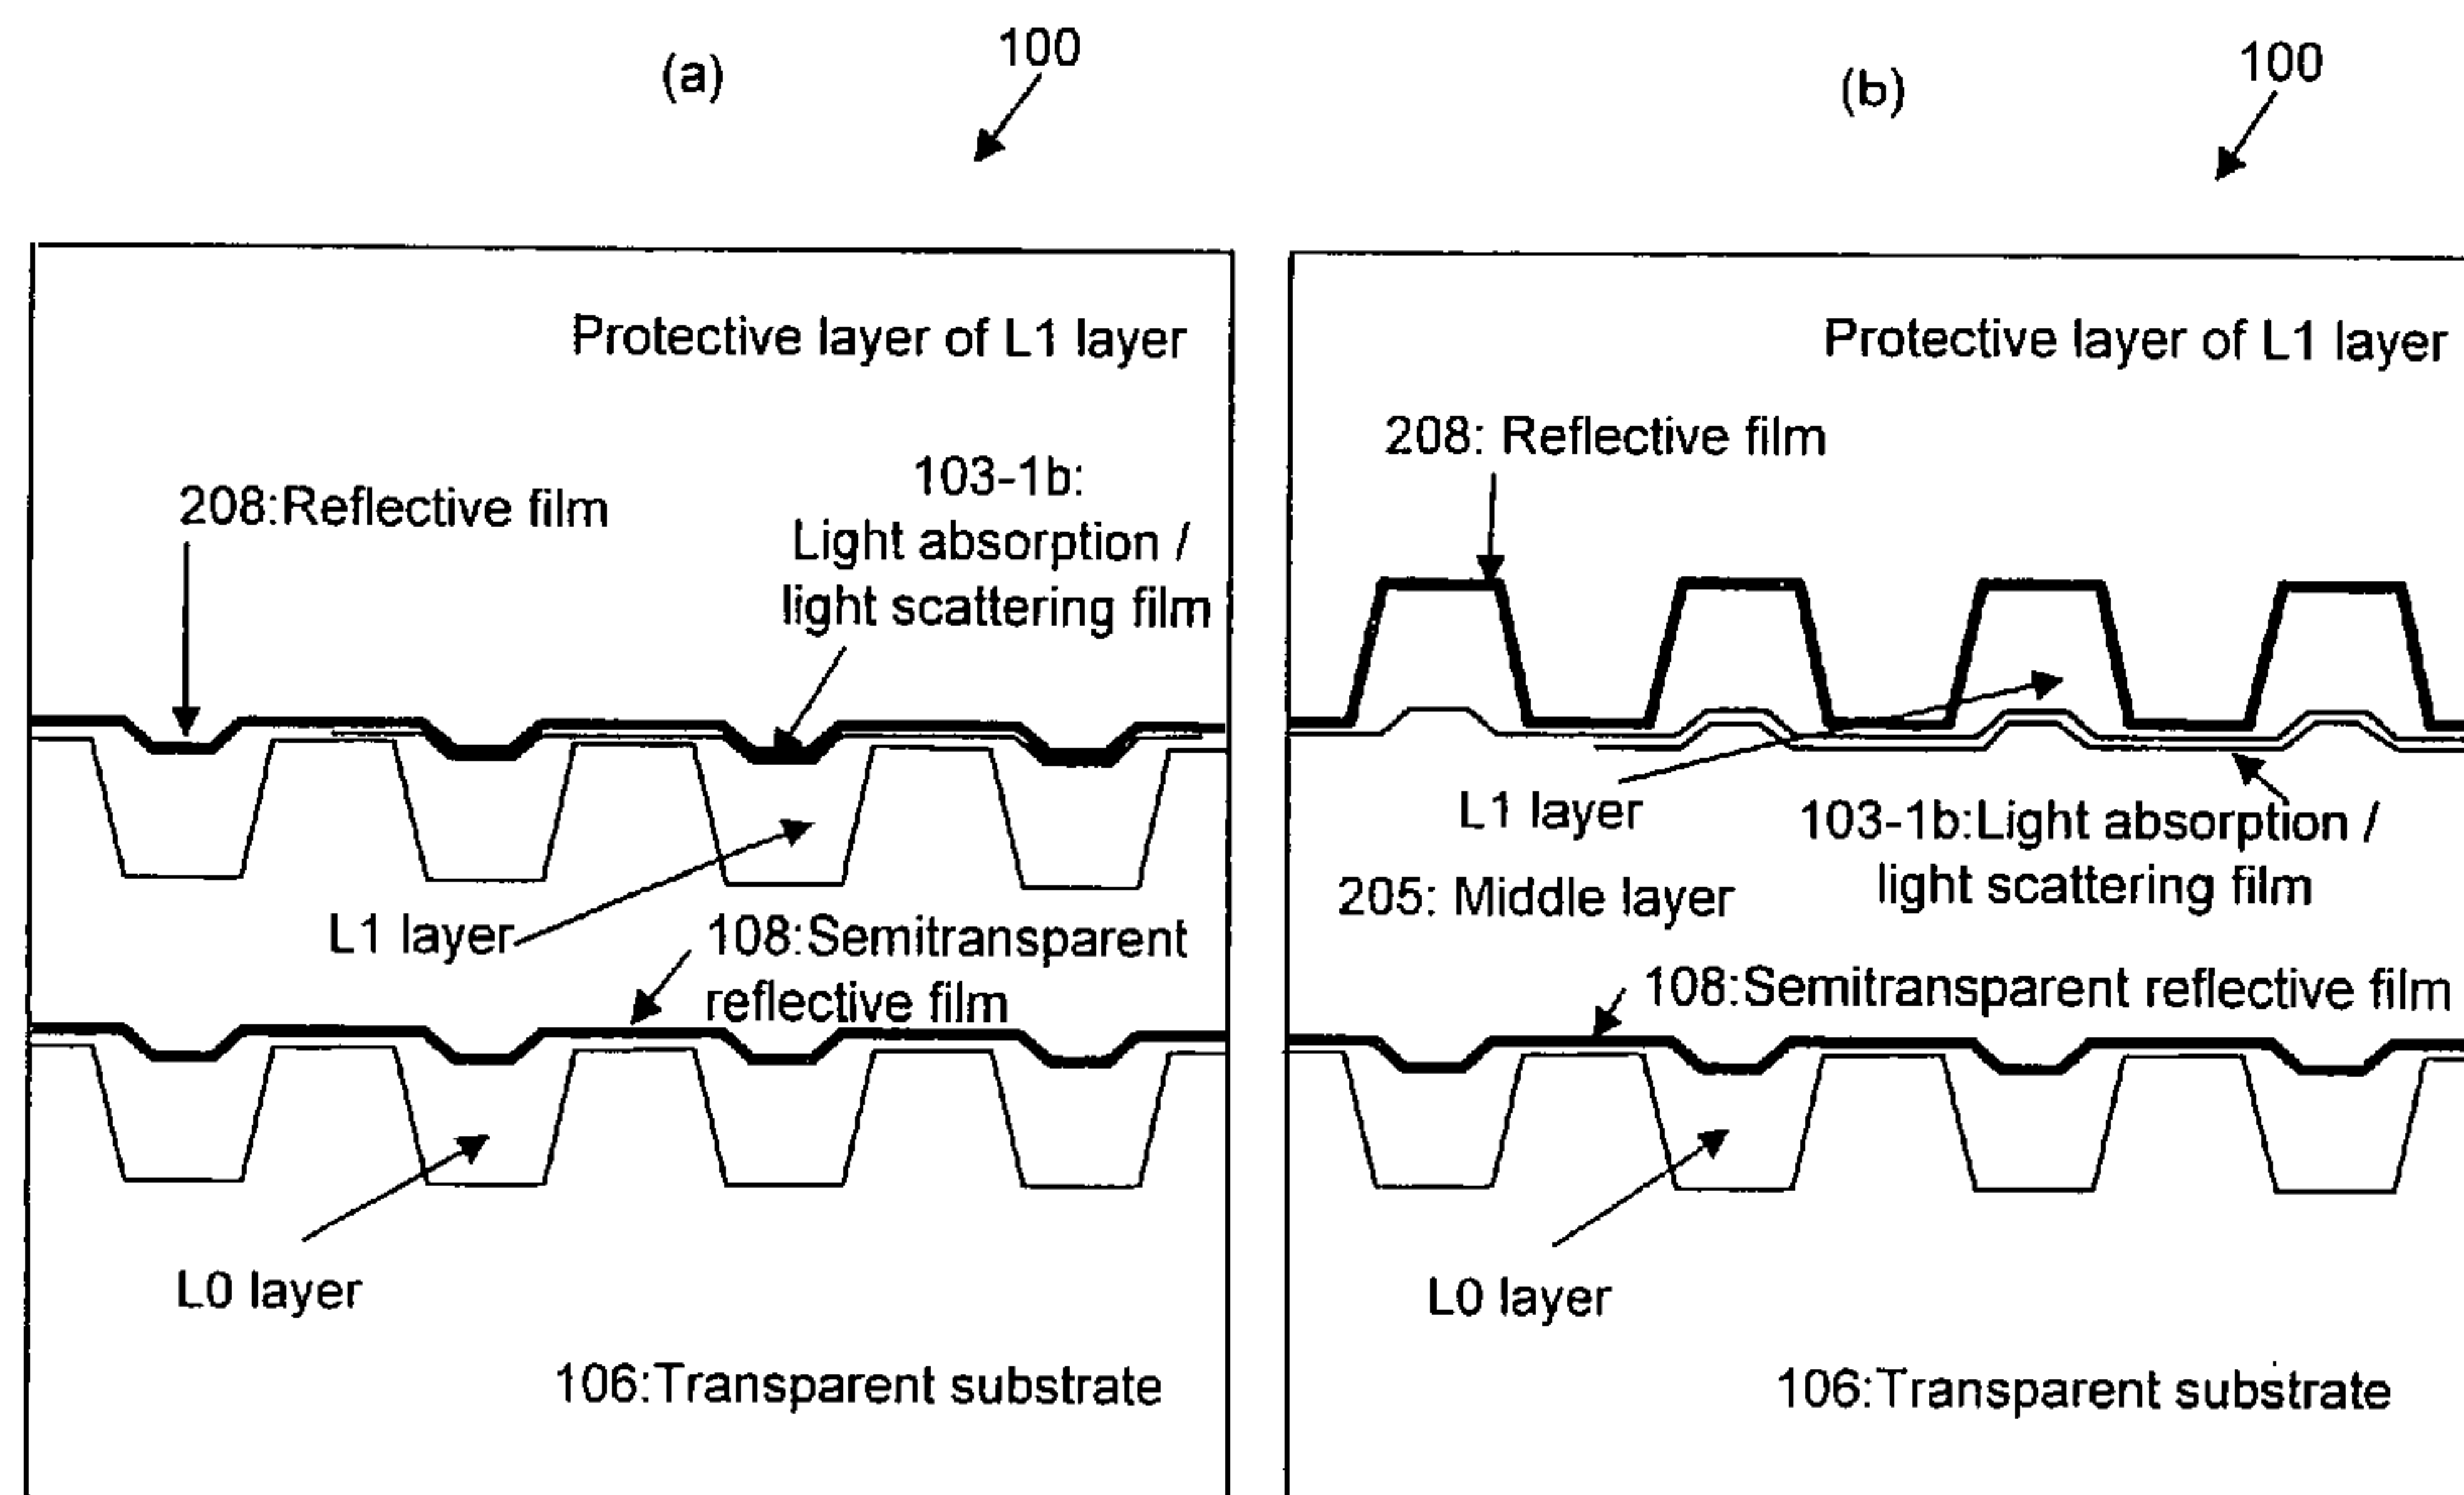 (a)
100
Protective layer of L1 layer
208:Reflective film
103-1b:
Light absorption /
light scattering film
L1 layer
108:Semitransparent
reflective film
L0 layer
106:Transparent substrate
(b)
100
Protective layer of L1 layer
208: Reflective film
L1 layer
103-1b:Light absorption /
light scattering film
205: Middle layer
108:Semitransparent reflective film
L0 layer
106:Transparent substrate